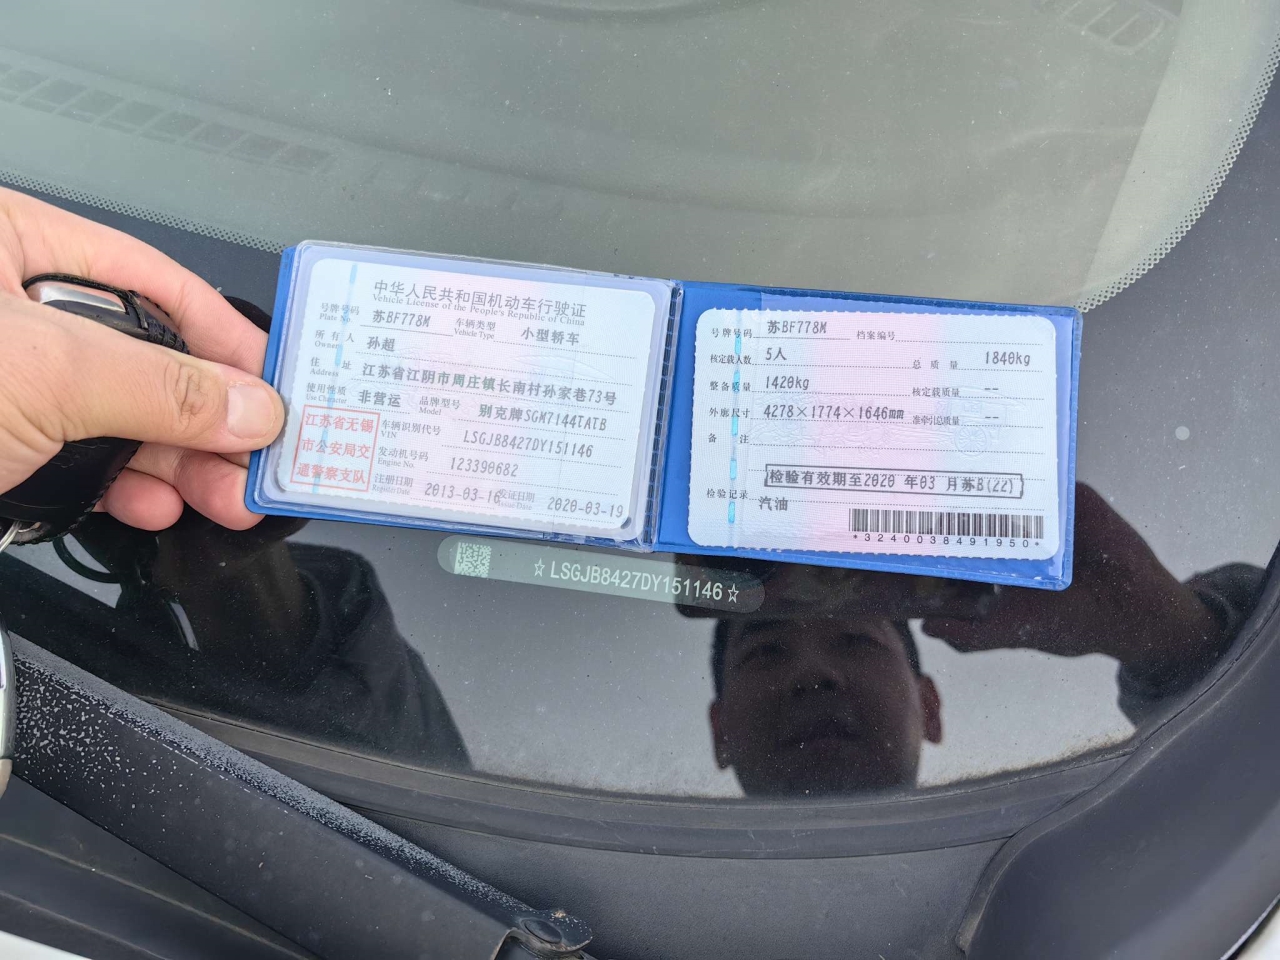 中华人民共和国机动车行驶证
Vehicle License of the People's Republic of China
号牌号码 苏BF778M 车辆类型 小型轿车
Plate No. Vehicle Type
所有人 孙超
Owner
住址 江苏省江阴市周庄镇长南村孙家巷73号
Address
使用性质 非营运 品牌型号 别克牌SGM7144TATB
Use Character Model
江苏省无锡
市公安局交
通警察支队
车辆识别代号 LSGJB8427DY151146
VIN
发动机号码 123390682
Engine No.
注册日期 2013-03-16 发证日期 2020-03-19
Register Date Issue Date
号牌号码 苏BF778M 档案编号
核定载人数 5人 总质量 1840kg
整备质量 1420kg 核定载质量 --
外廓尺寸 4278×1774×1646mm 准牵引总质量 --
备注
检验有效期至2020 年03 月苏B(22)
检验记录 汽油
*3240038491950*
☆ LSGJB8427DY151146 ☆